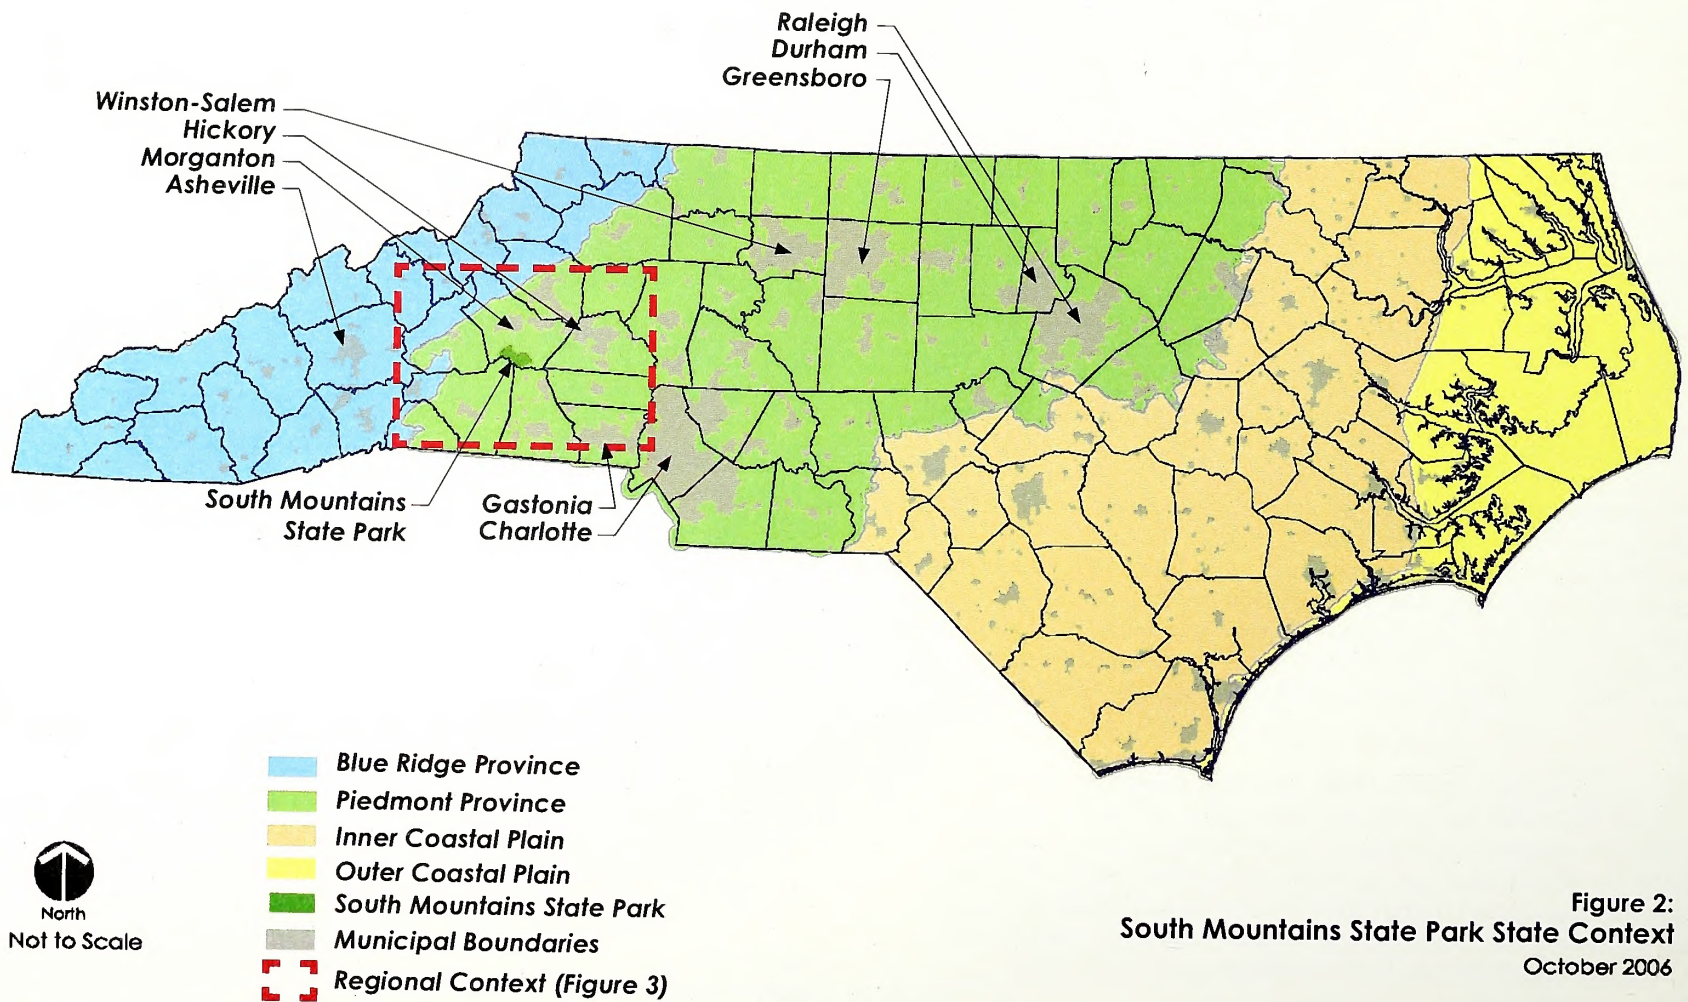 Raleigh
Durham
Greensboro
Winston-Salem
Hickory
Morganton
Asheville
South Mountains
State Park
Gastonia
Charlotte
Blue Ridge Province
Piedmont Province
Inner Coastal Plain
Outer Coastal Plain
South Mountains State Park
Municipal Boundaries
Regional Context (Figure 3)
North
Not to Scale
Figure 2:
South Mountains State Park State Context
October 2006